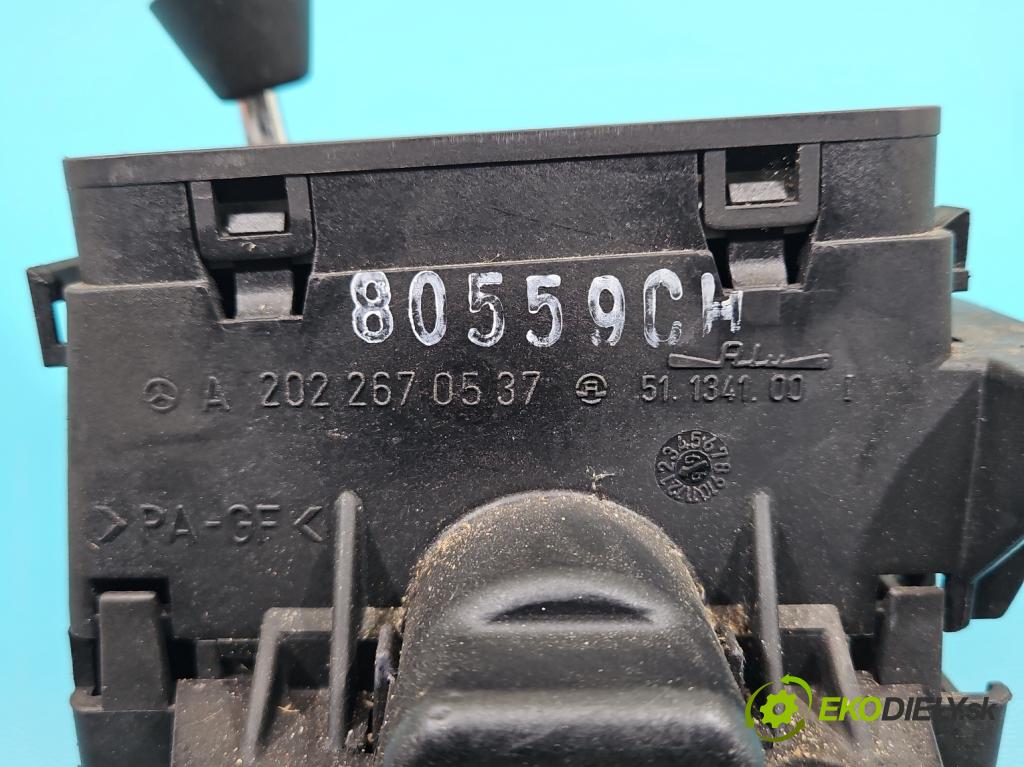 80559CH
A 202 267 05 37 51.1341.00 I
>PA-GF<
EKODIELY.sk